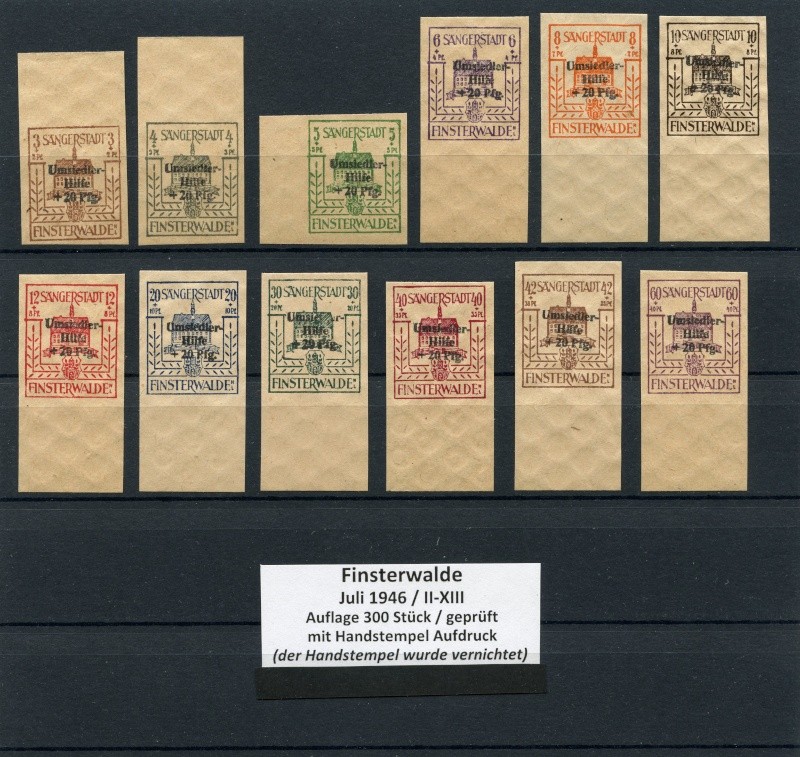 3 SÄNGERSTADT 3
Umsiedler-
Hilfe
+ 20 Pfg.
FINSTERWALDE
4 SÄNGERSTADT 4
Umsiedler-
Hilfe
+ 20 Pfg.
FINSTERWALDE
5 SÄNGERSTADT 5
Umsiedler-
Hilfe
+ 20 Pfg.
FINSTERWALDE
6 SÄNGERSTADT 6
Umsiedler-
Hilfe
+ 20 Pfg.
FINSTERWALDE
8 SÄNGERSTADT 8
Umsiedler-
Hilfe
+ 20 Pfg.
FINSTERWALDE
10 SÄNGERSTADT 10
Umsiedler-
Hilfe
+ 20 Pfg.
FINSTERWALDE
12 SÄNGERSTADT 12
Umsiedler-
Hilfe
+ 20 Pfg.
FINSTERWALDE
20 SÄNGERSTADT 20
Umsiedler-
Hilfe
+ 20 Pfg.
FINSTERWALDE
30 SÄNGERSTADT 30
Umsiedler-
Hilfe
+ 20 Pfg.
FINSTERWALDE
40 SÄNGERSTADT 40
Umsiedler-
Hilfe
+ 20 Pfg.
FINSTERWALDE
42 SÄNGERSTADT 42
Umsiedler-
Hilfe
+ 20 Pfg.
FINSTERWALDE
60 SÄNGERSTADT 60
Umsiedler-
Hilfe
+ 20 Pfg.
FINSTERWALDE
Finsterwalde
Juli 1946 / II-XIII
Auflage 300 Stück / geprüft
mit Handstempel Aufdruck
(der Handstempel wurde vernichtet)